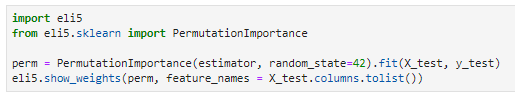 import eli5
from eli5.sklearn import PermutationImportance

perm = PermutationImportance(estimator, random_state=42).fit(X_test, y_test)
eli5.show_weights(perm, feature_names = X_test.columns.tolist())